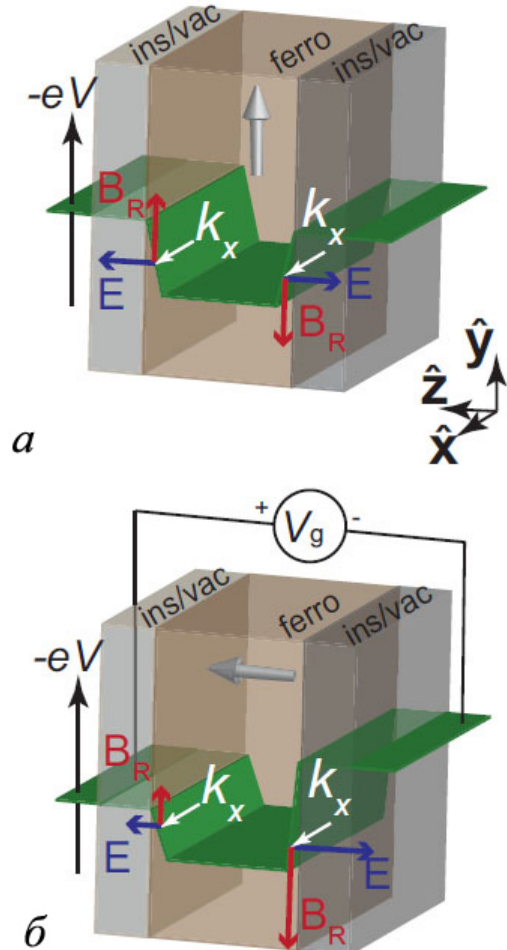 ins/vac
ferro
ins/vac
-eV
B_R
k_x
k_x
E
E
B_R
ŷ
ẑ
x̂
а
+
V_g
-
ins/vac
ferro
ins/vac
-eV
B_R
k_x
k_x
E
E
B_R
б